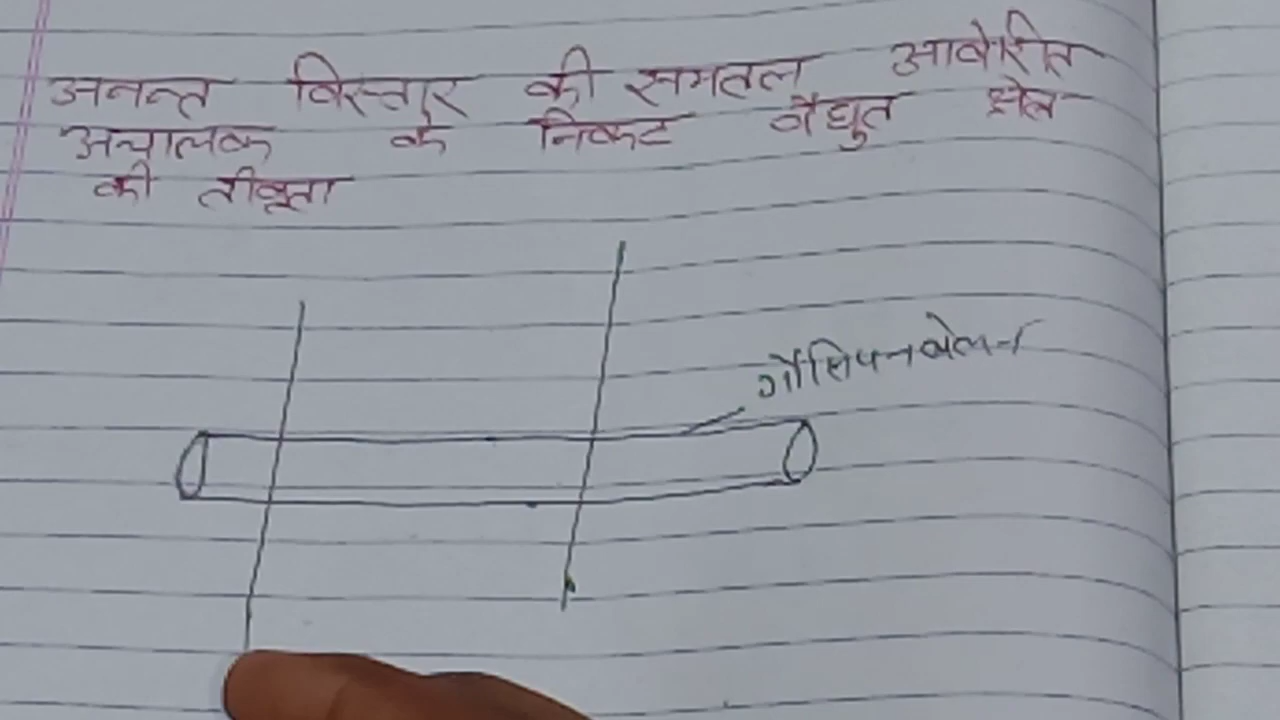 अनन्त विस्तार की समतल आवेशित
अचालक के निकट वैद्युत क्षेत्र
की तीव्रता
गौसियन बेलन